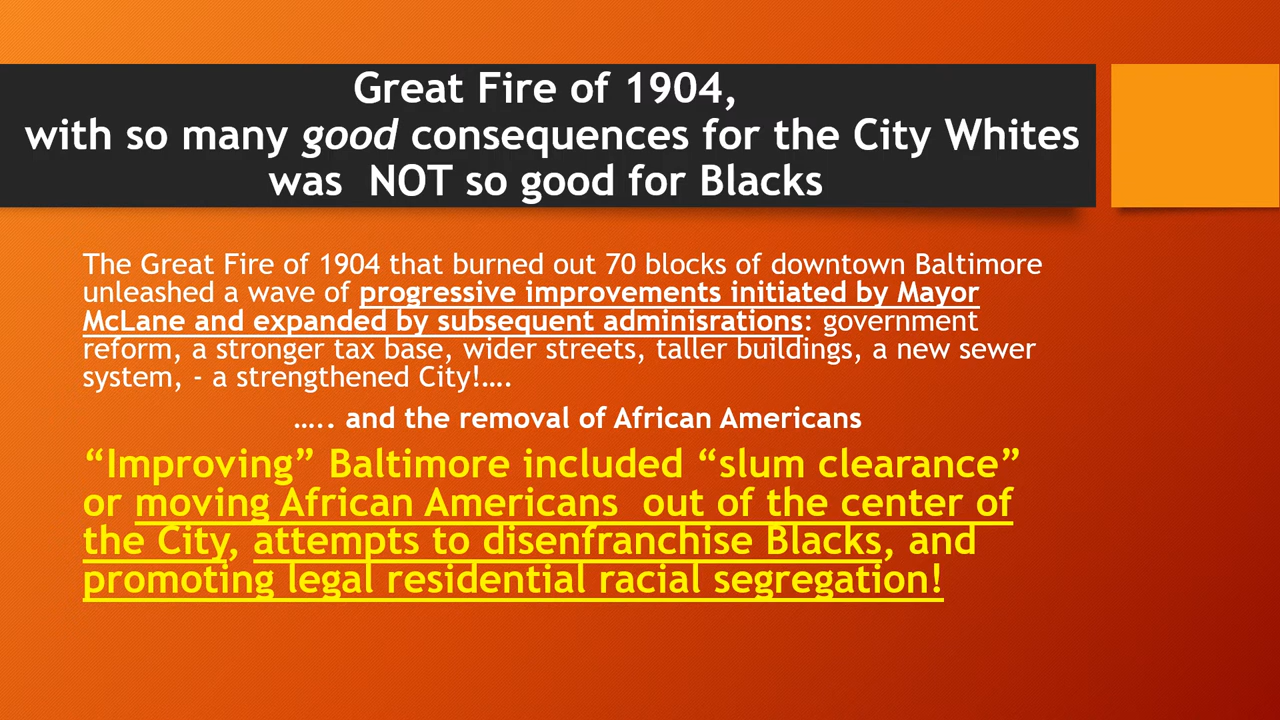 Great Fire of 1904,
with so many good consequences for the City Whites
was  NOT so good for Blacks
The Great Fire of 1904 that burned out 70 blocks of downtown Baltimore
unleashed a wave of progressive improvements initiated by Mayor
McLane and expanded by subsequent adminisrations: government
reform, a stronger tax base, wider streets, taller buildings, a new sewer
system, - a strengthened City!....
..... and the removal of African Americans
“Improving” Baltimore included “slum clearance”
or moving African Americans  out of the center of
the City, attempts to disenfranchise Blacks, and
promoting legal residential racial segregation!